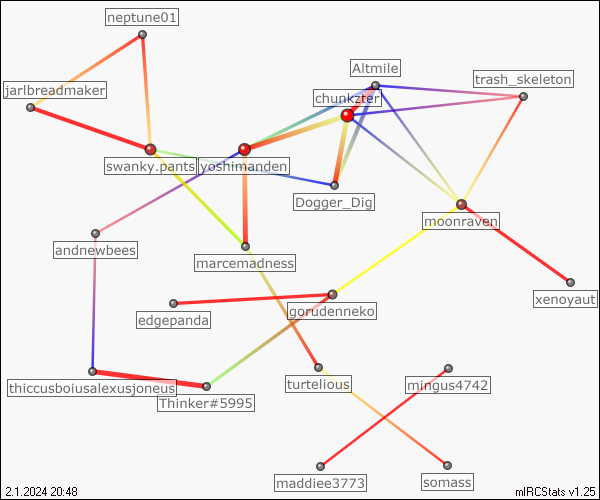 neptune01
Altmile
trash_skeleton
jarlbreadmaker
chunkzter
swanky.pants
yoshimanden
Dogger_Dig
moonraven
andnewbees
marcemadness
xenoyaut
gorudenneko
edgepanda
thiccusboiusalexusjoneus
turtelious
mingus4742
Thinker#5995
maddiee3773
somass
2.1.2024 20:48
mIRCStats v1.25